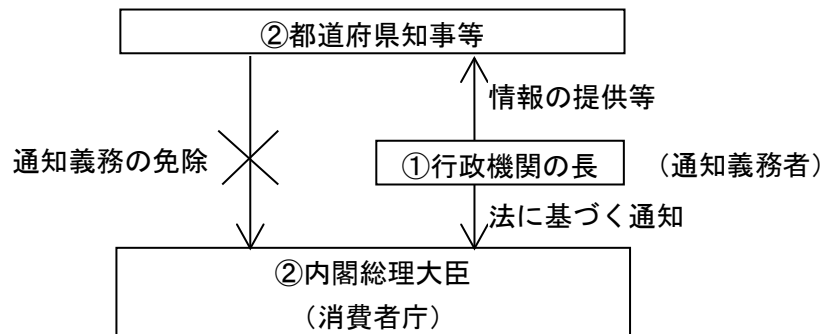 ②都道府県知事等
情報の提供等
通知義務の免除
①行政機関の長
（通知義務者）
法に基づく通知
②内閣総理大臣
（消費者庁）